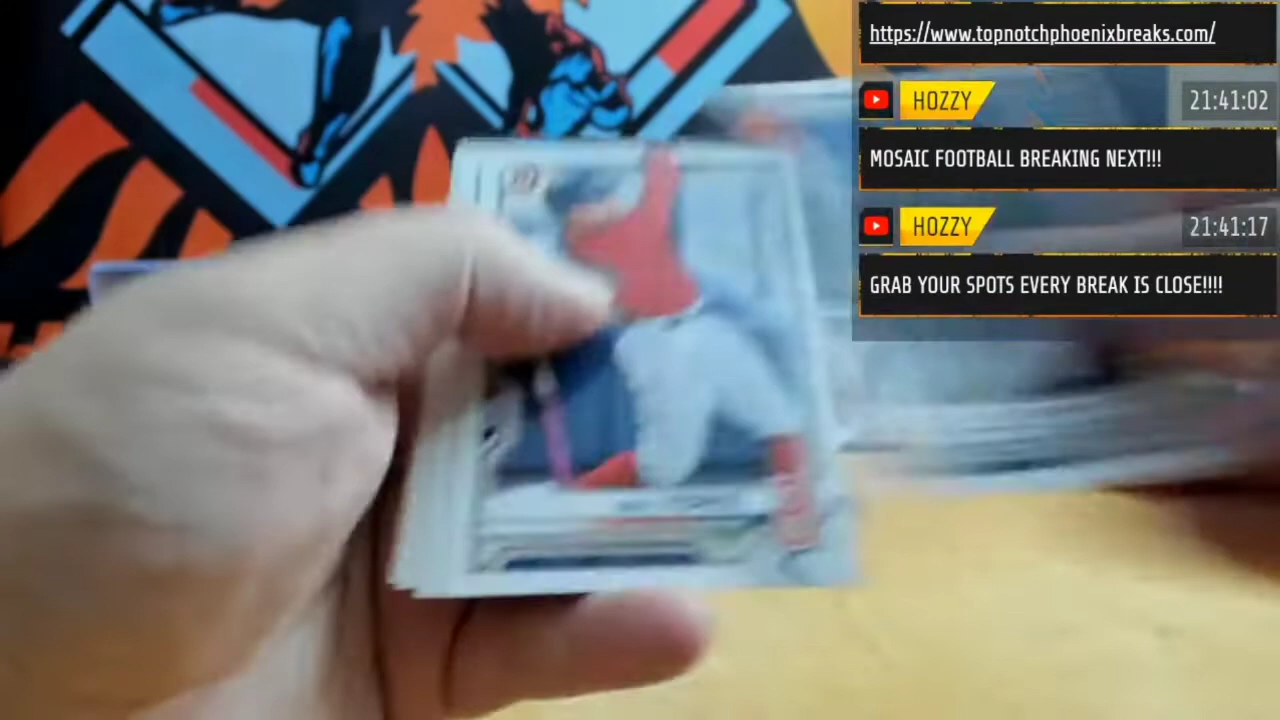 https://www.topnotchphoenixbreaks.com/
HOZZY
21:41:02
MOSAIC FOOTBALL BREAKING NEXT!!!
HOZZY
21:41:17
GRAB YOUR SPOTS EVERY BREAK IS CLOSE!!!!